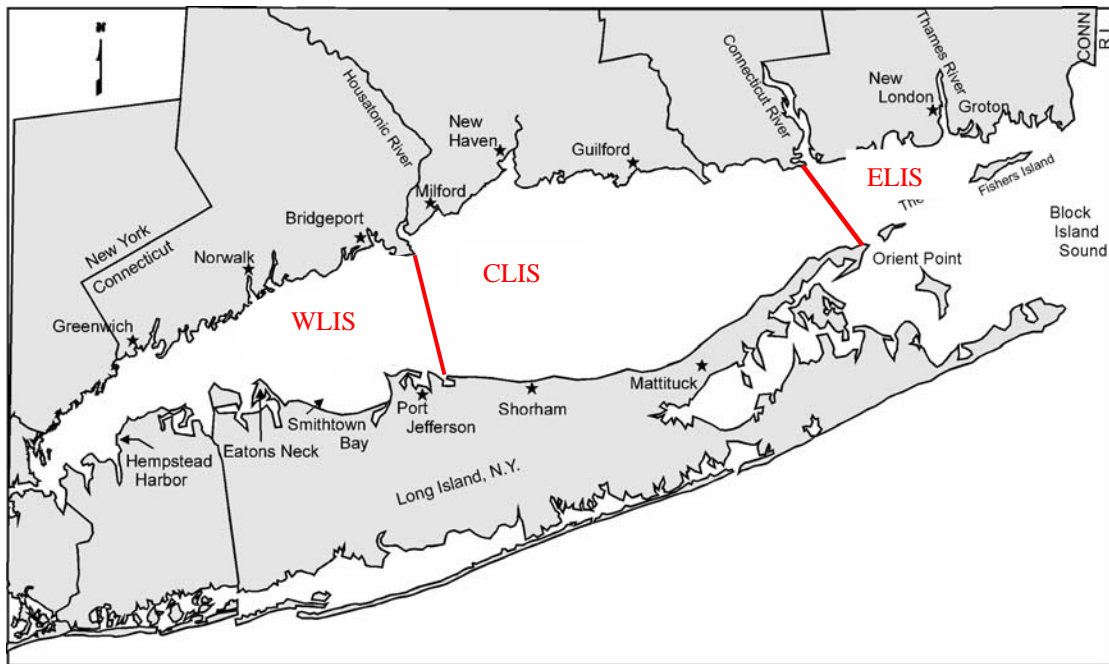 N
CONN
R.I.
Thames River
Connecticut River
Housatonic River
New
London
Groton
New
Haven
Guilford
ELIS
Fishers Island
The
Milford
Block
Island
Sound
Bridgeport
New York
Connecticut
Norwalk
Orient Point
CLIS
WLIS
Greenwich
Mattituck
Port
Jefferson
Shorham
Smithtown
Bay
Eatons Neck
Hempstead
Harbor
Long Island, N.Y.